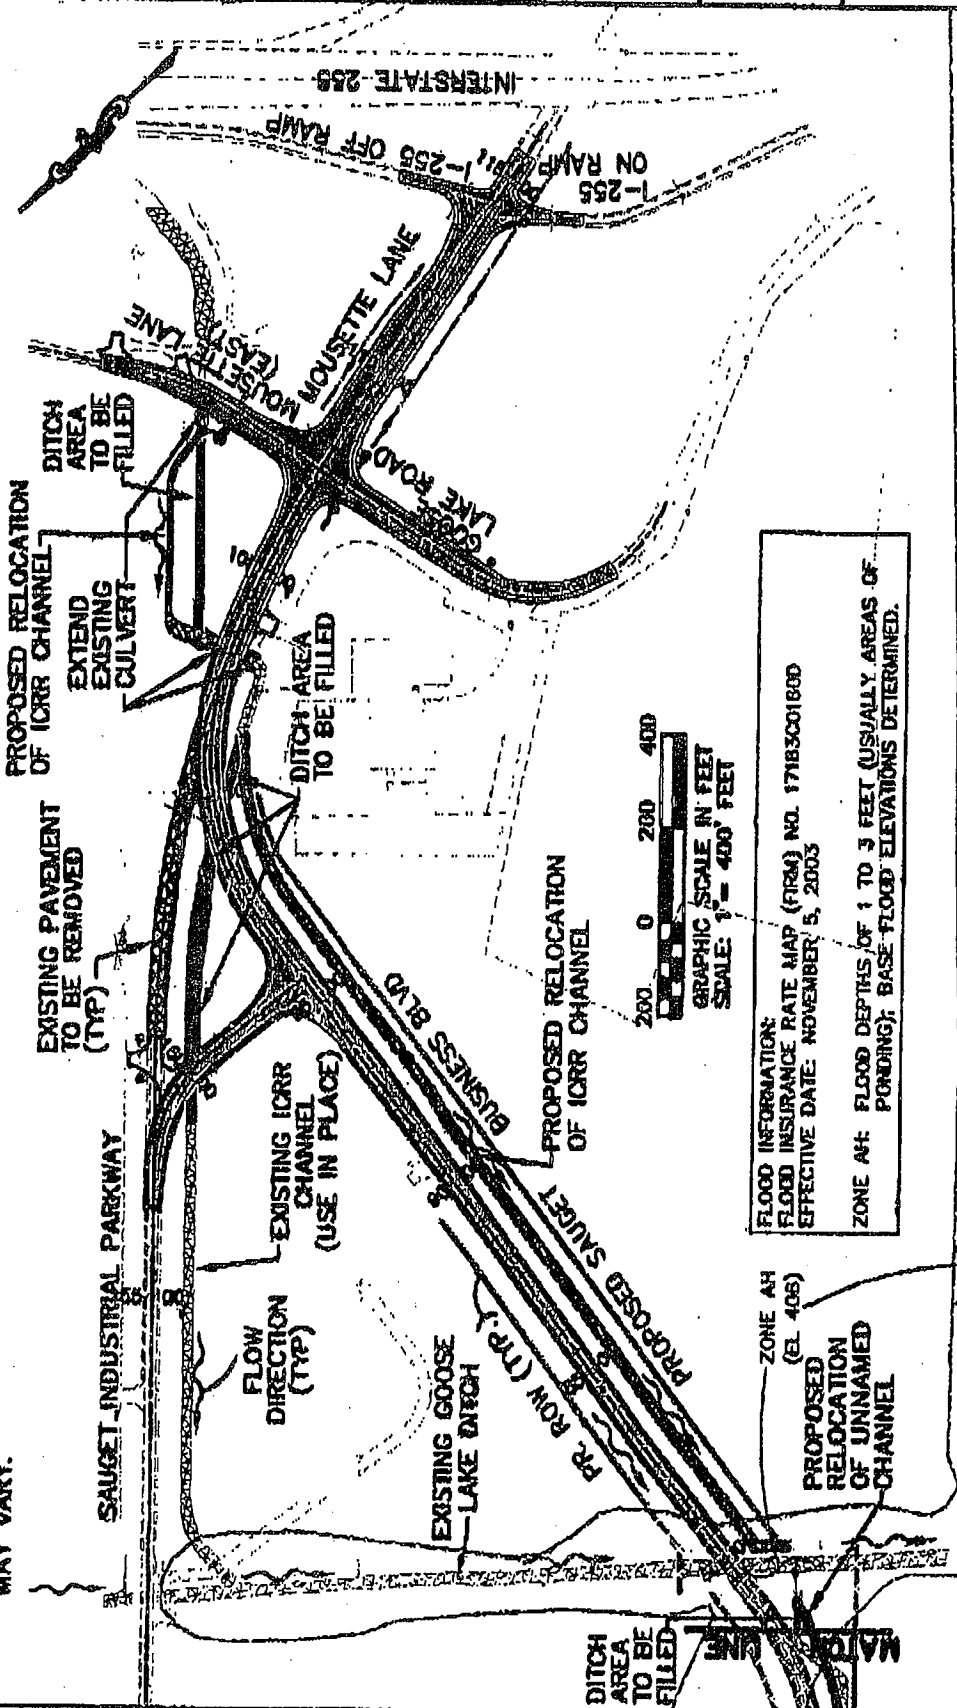 MAY VARY.
PROPOSED RELOCATION
OF ICRR CHANNEL
DITCH
AREA
TO BE
FILLED
EXTEND
EXISTING
CULVERT
EXISTING PAVEMENT
TO BE REMOVED
(TYP)
SAUGET INDUSTRIAL PARKWAY
MOUSETTE LANE
(EAST)
MOUSETTE LANE
I-255 OFF RAMP
INTERSTATE 255
I-255
ON RAMP
GOOSE
LAKE ROAD
DITCH AREA
TO BE FILLED
EXISTING ICRR
CHANNEL
(USE IN PLACE)
FLOW
DIRECTION
(TYP)
EXISTING GOOSE
LAKE DITCH
PR. ROW (TYP.)
PROPOSED SAUGET BUSINESS BLVD
PROPOSED RELOCATION
OF ICRR CHANNEL
200 0 200 400
GRAPHIC SCALE IN FEET
SCALE: 1" = 400' FEET
DITCH
AREA
TO BE
FILLED
MATCH LINE
PROPOSED
RELOCATION
OF UNNAMED
CHANNEL
ZONE AH
(EL 406)
FLOOD INFORMATION:
FLOOD INSURANCE RATE MAP (FIRM) NO.
EFFECTIVE DATE: NOVEMBER 5, 2003
ZONE AH: FLOOD DEPTHS OF 1 TO 3 FEET (USUALLY AREAS OF
PONDING); BASE FLOOD ELEVATIONS DETERMINED.